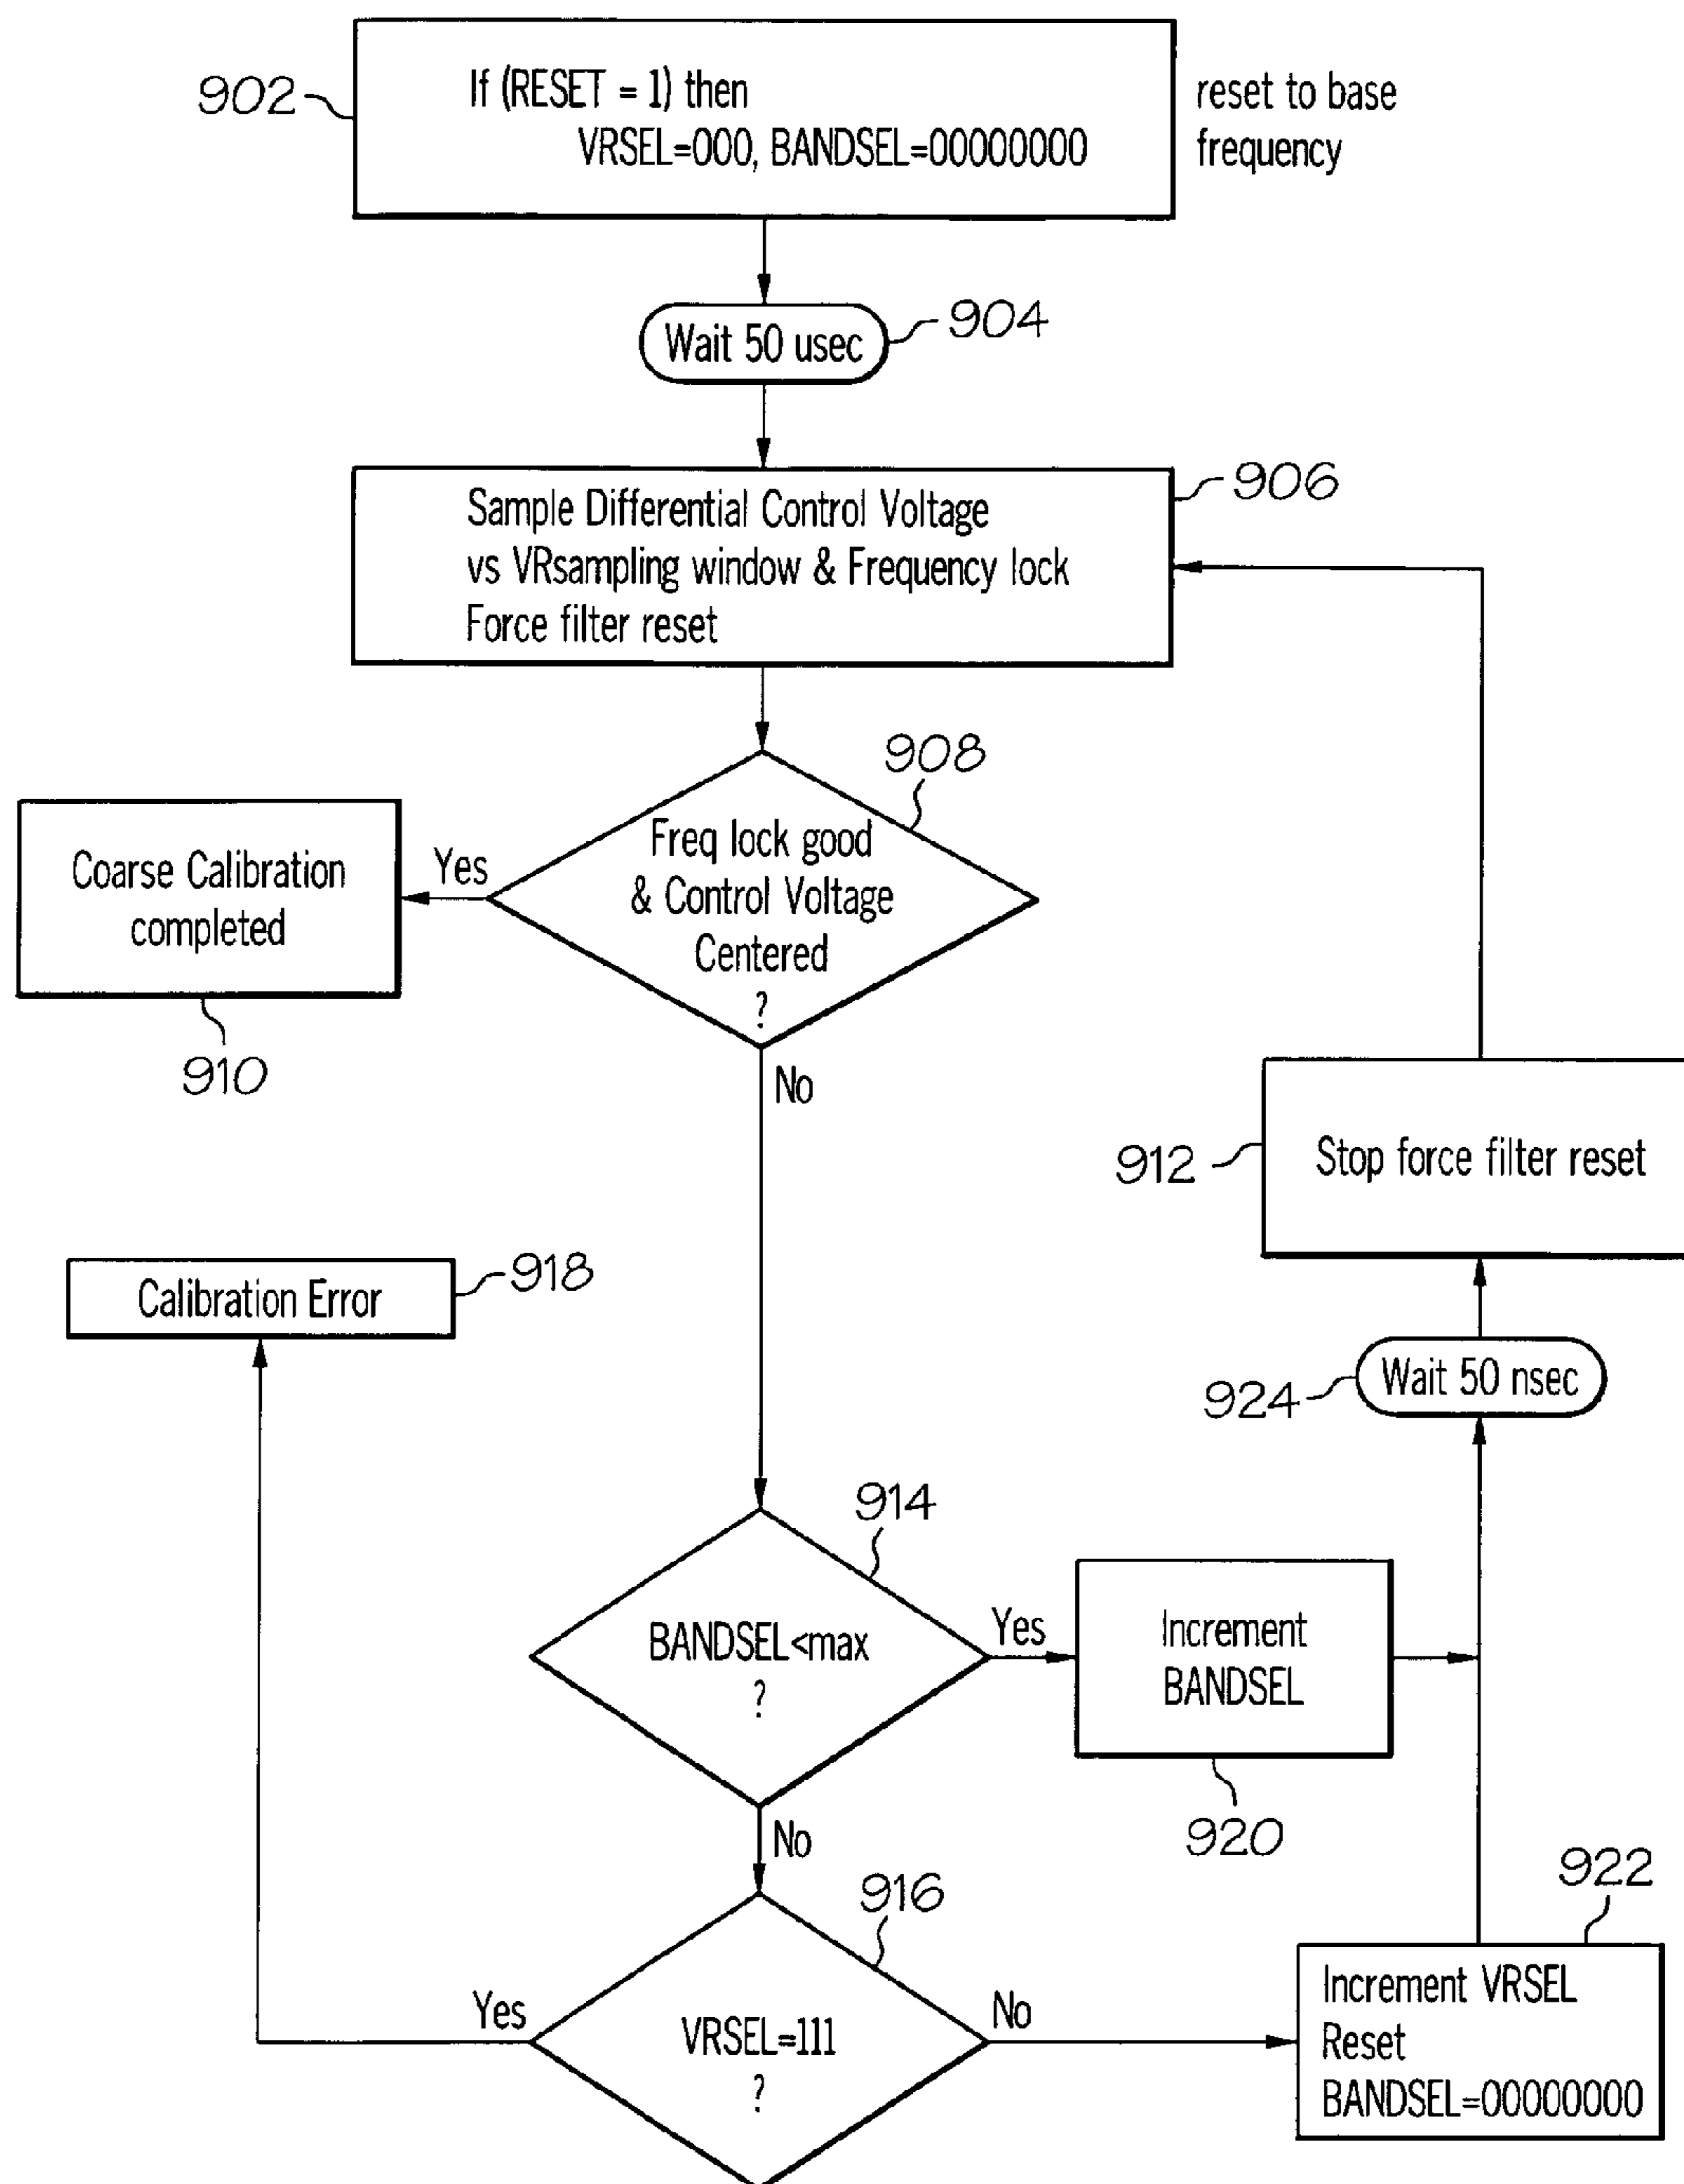 902
If (RESET = 1) then
VRSEL=000, BANDSEL=00000000
reset to base
frequency
Wait 50 usec
904
906
Sample Differential Control Voltage
vs VRsampling window & Frequency lock
Force filter reset
908
Freq lock good
& Control Voltage
Centered
?
Yes
Coarse Calibration
completed
910
No
912
Stop force filter reset
918
Calibration Error
924
Wait 50 nsec
914
BANDSEL<max
?
Yes
Increment
BANDSEL
920
No
916
VRSEL=111
?
Yes
No
922
Increment VRSEL
Reset
BANDSEL=00000000